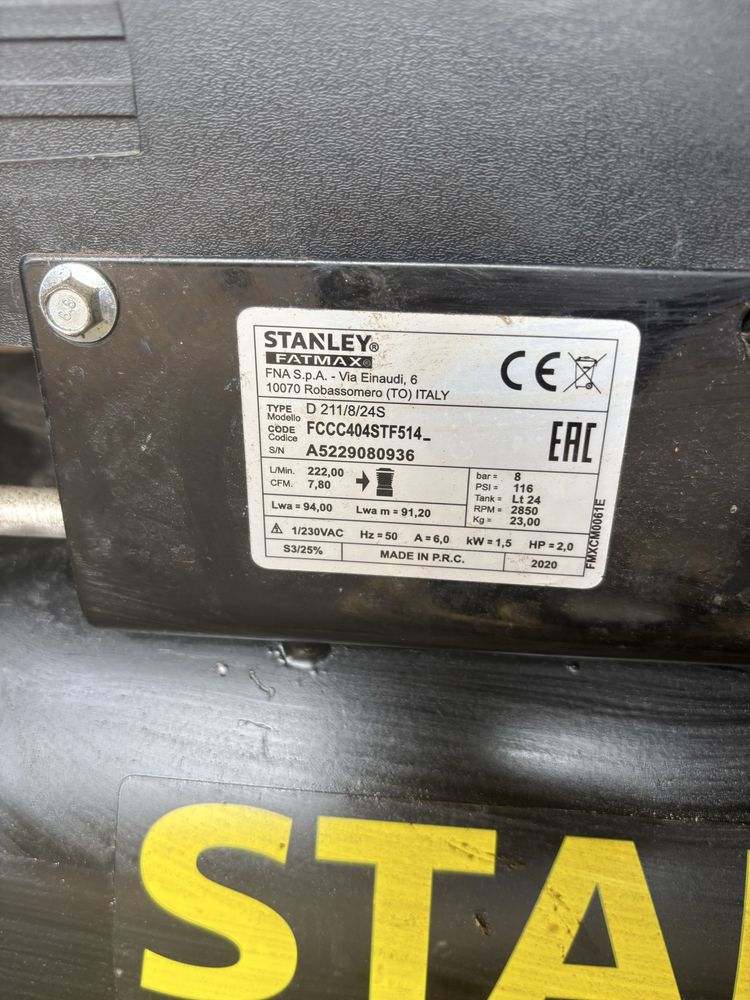 8.8
STANLEY®
FATMAX®
FNA S.p.A. - Via Einaudi, 6
10070 Robassomero (TO) ITALY
CE
TYPE Modello D 211/8/24S
CODE Codice FCCC404STF514_
S/N A5229080936
EAC
L/Min. 222,00
CFM. 7,80
bar = 8
PSI = 116
Tank = Lt 24
RPM = 2850
Kg = 23,00
Lwa = 94,00 Lwa m = 91,20
1/230VAC Hz = 50 A = 6,0 kW = 1,5 HP = 2,0
S3/25% MADE IN P.R.C. 2020
FMXCM0061E
STA